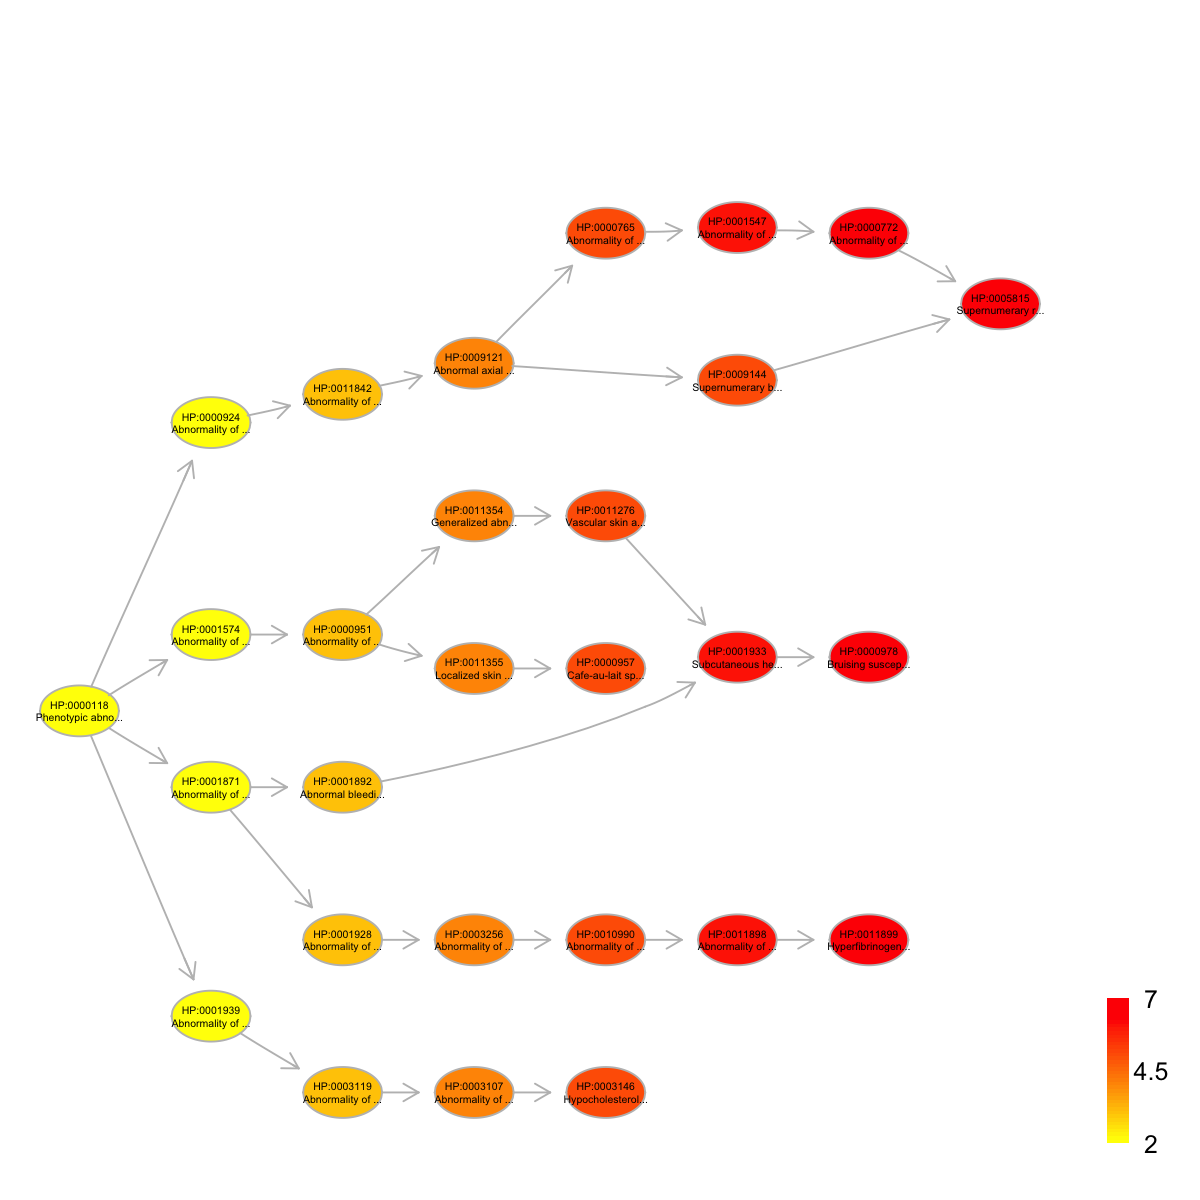 HP:0000765
Abnormality of ...
HP:0001547
Abnormality of ...
HP:0000772
Abnormality of ...
HP:0005815
Supernumerary r...
HP:0009121
Abnormal axial ...
HP:0009144
Supernumerary b...
HP:0011842
Abnormality of ...
HP:0000924
Abnormality of ...
HP:0011354
Generalized abn...
HP:0011276
Vascular skin a...
HP:0001574
Abnormality of ...
HP:0000951
Abnormality of ...
HP:0011355
Localized skin ...
HP:0000957
Cafe-au-lait sp...
HP:0001933
Subcutaneous he...
HP:0000978
Bruising suscep...
HP:0000118
Phenotypic abno...
HP:0001871
Abnormality of ...
HP:0001892
Abnormal bleedi...
HP:0001928
Abnormality of ...
HP:0003256
Abnormality of ...
HP:0010990
Abnormality of ...
HP:0011898
Abnormality of ...
HP:0011899
Hyperfibrinogen...
HP:0001939
Abnormality of ...
HP:0003119
Abnormality of ...
HP:0003107
Abnormality of ...
HP:0003146
Hypocholesterol...
7
4.5
2